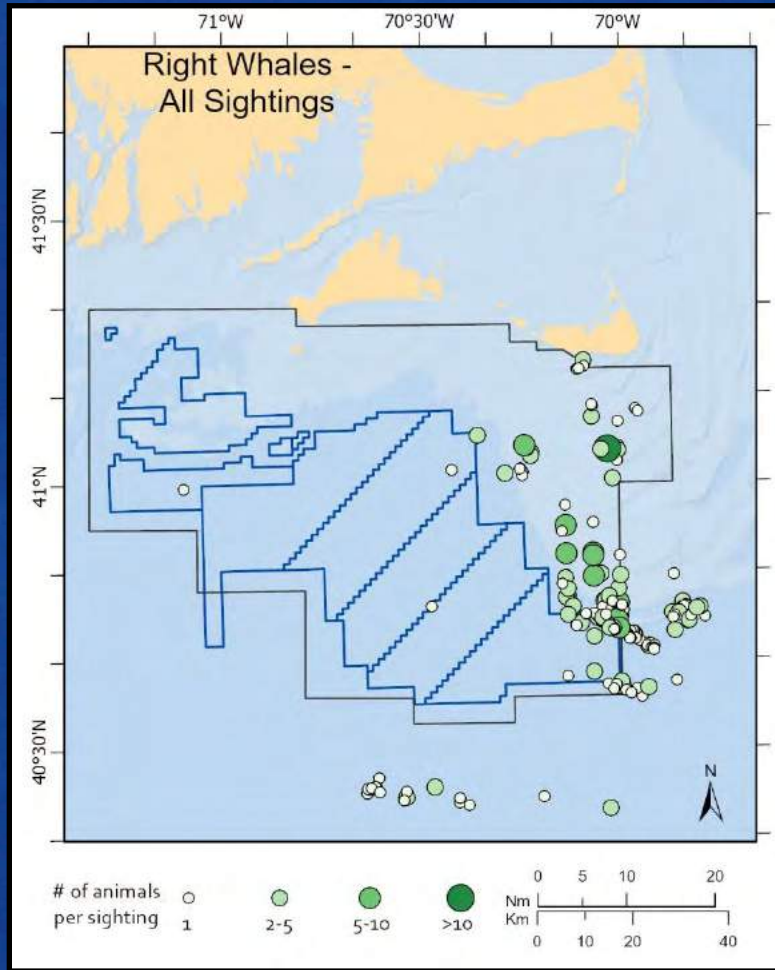 71°W 70°30'W 70°W
Right Whales -
All Sightings
41°30'N
41°N
40°30'N
N
# of animals
per sighting
1 2-5 5-10 >10
0 5 10 20
Nm
Km
0 10 20 40